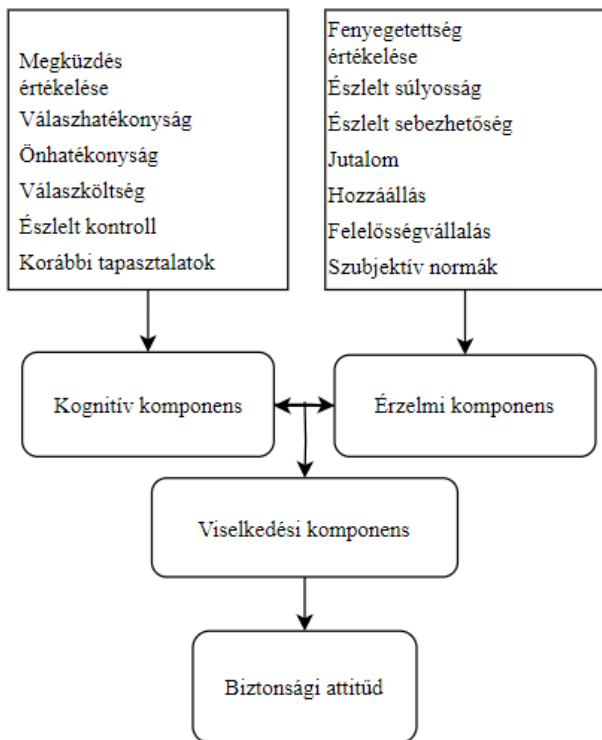 Megküzdés
értékelése
Válaszhatékonyság
Önhatékonyság
Válaszköltség
Észlelt kontroll
Korábbi tapasztalatok
Fenyegetettség
értékelése
Észlelt súlyosság
Észlelt sebezhetőség
Jutalom
Hozzáállás
Felelősségvállalás
Szubjektív normák
Kognitív komponens
Érzelmi komponens
Viselkedési komponens
Biztonsági attitűd